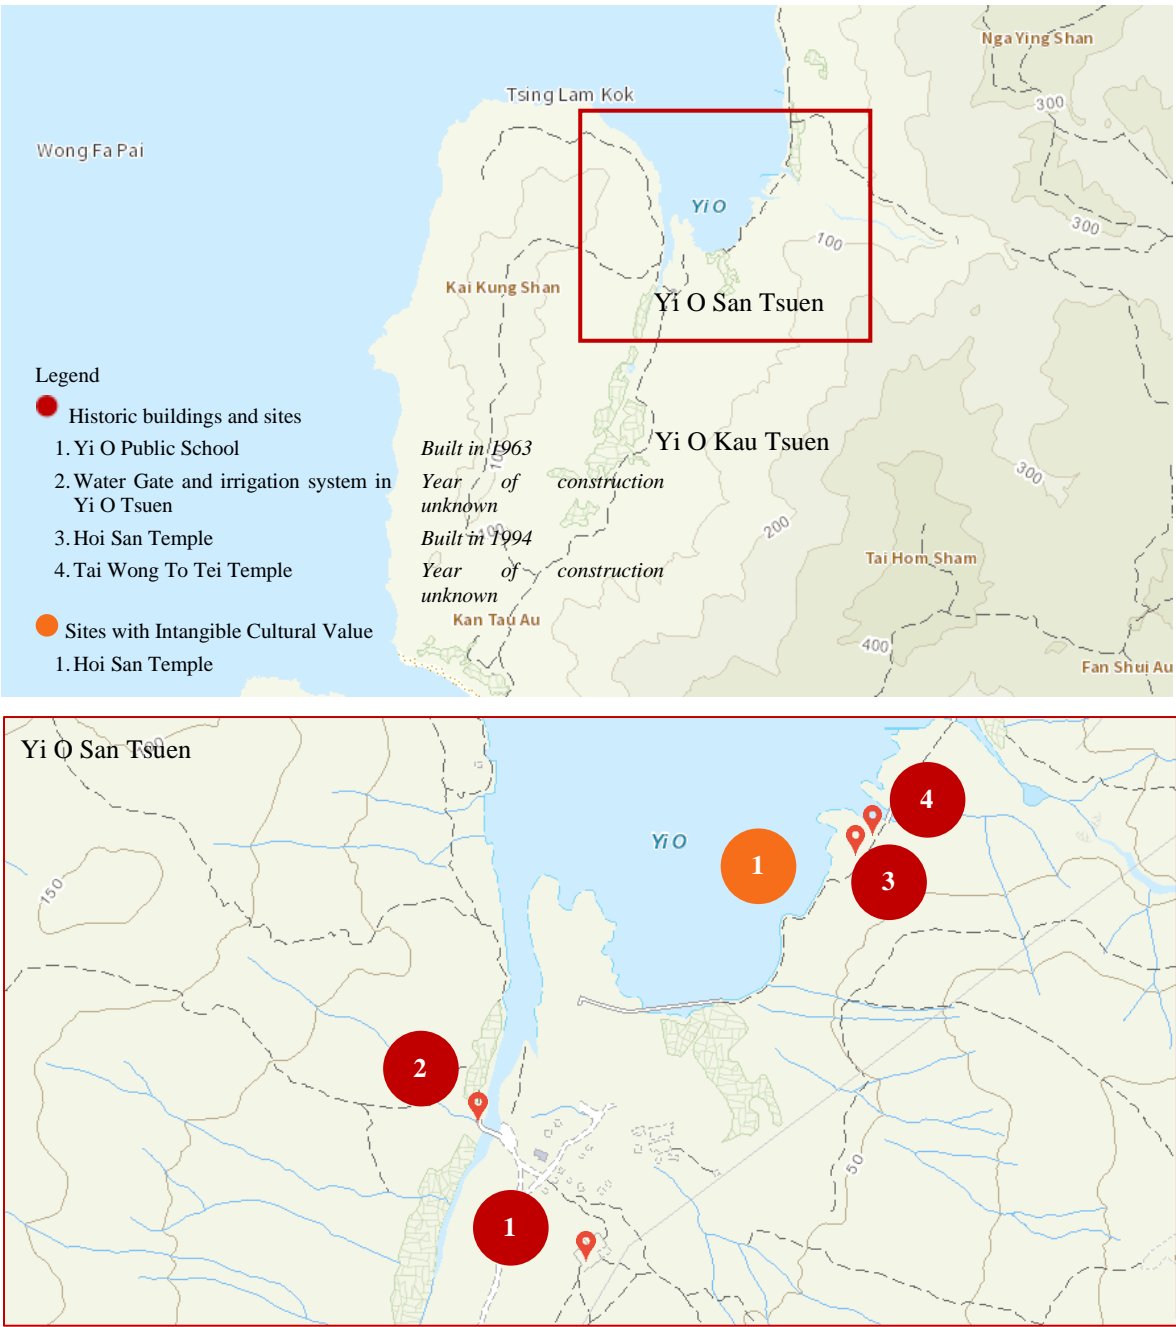 Nga Ying Shan
Tsing Lam Kok
300
Wong Fa Pai
Yi O
300
100
Kai Kung Shan
Yi O San Tsuen
Legend
Historic buildings and sites
1. Yi O Public School Built in 1963
Yi O Kau Tsuen
100
2. Water Gate and irrigation system in Year of construction
Yi O Tsuen unknown
300
200
3. Hoi San Temple Built in 1994
100
Tai Hom Sham
4. Tai Wong To Tei Temple Year of construction
unknown
Kan Tau Au
Sites with Intangible Cultural Value
400
1. Hoi San Temple
Fan Shui Au
Yi O San Tsuen
100
4
Yi O
1
3
150
2
50
1